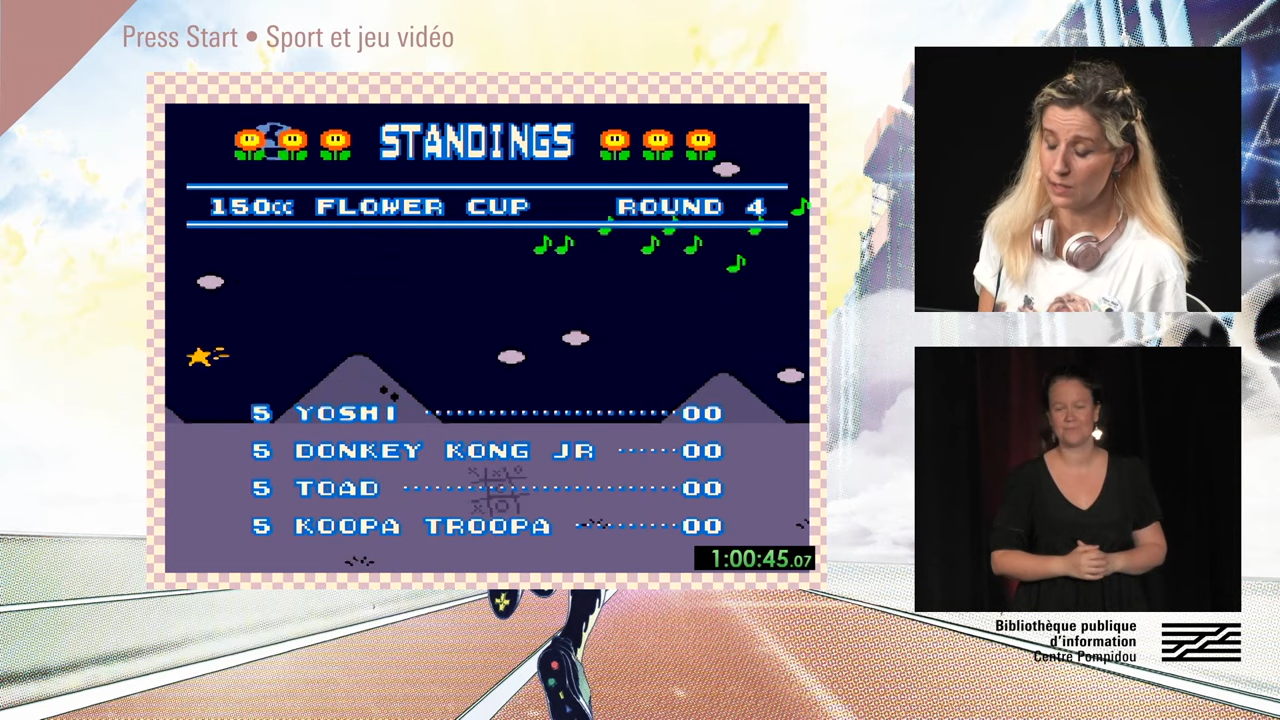 Press Start • Sport et jeu vidéo
STANDINGS
150cc FLOWER CUP ROUND 4
5 YOSHI ························00
5 DONKEY KONG JR ······00
5 TOAD ··························00
5 KOOPA TROOPA ··········00
1:00:45.07
Bibliothèque publique
d'information
Centre Pompidou